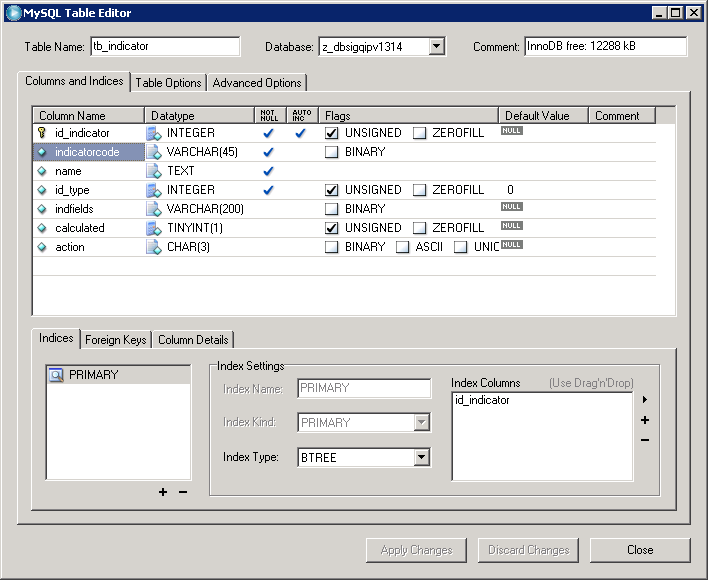 MySQL Table Editor
Table Name: tb_indicator Database: z_dbsigqipv1314 Comment: InnoDB free: 12288 kB
Columns and Indices Table Options Advanced Options
Column Name Datatype NOT NULL AUTO INC Flags Default Value Comment
id_indicator INTEGER UNSIGNED ZEROFILL NULL
indicatorcode VARCHAR(45) BINARY
name TEXT
id_type INTEGER UNSIGNED ZEROFILL 0
indfields VARCHAR(200) BINARY NULL
calculated TINYINT(1) UNSIGNED ZEROFILL NULL
action CHAR(3) BINARY ASCII UNIC NULL
Indices Foreign Keys Column Details
PRIMARY
Index Settings
Index Name: PRIMARY
Index Kind: PRIMARY
Index Type: BTREE
Index Columns (Use Drag'n'Drop)
id_indicator
Apply Changes Discard Changes Close